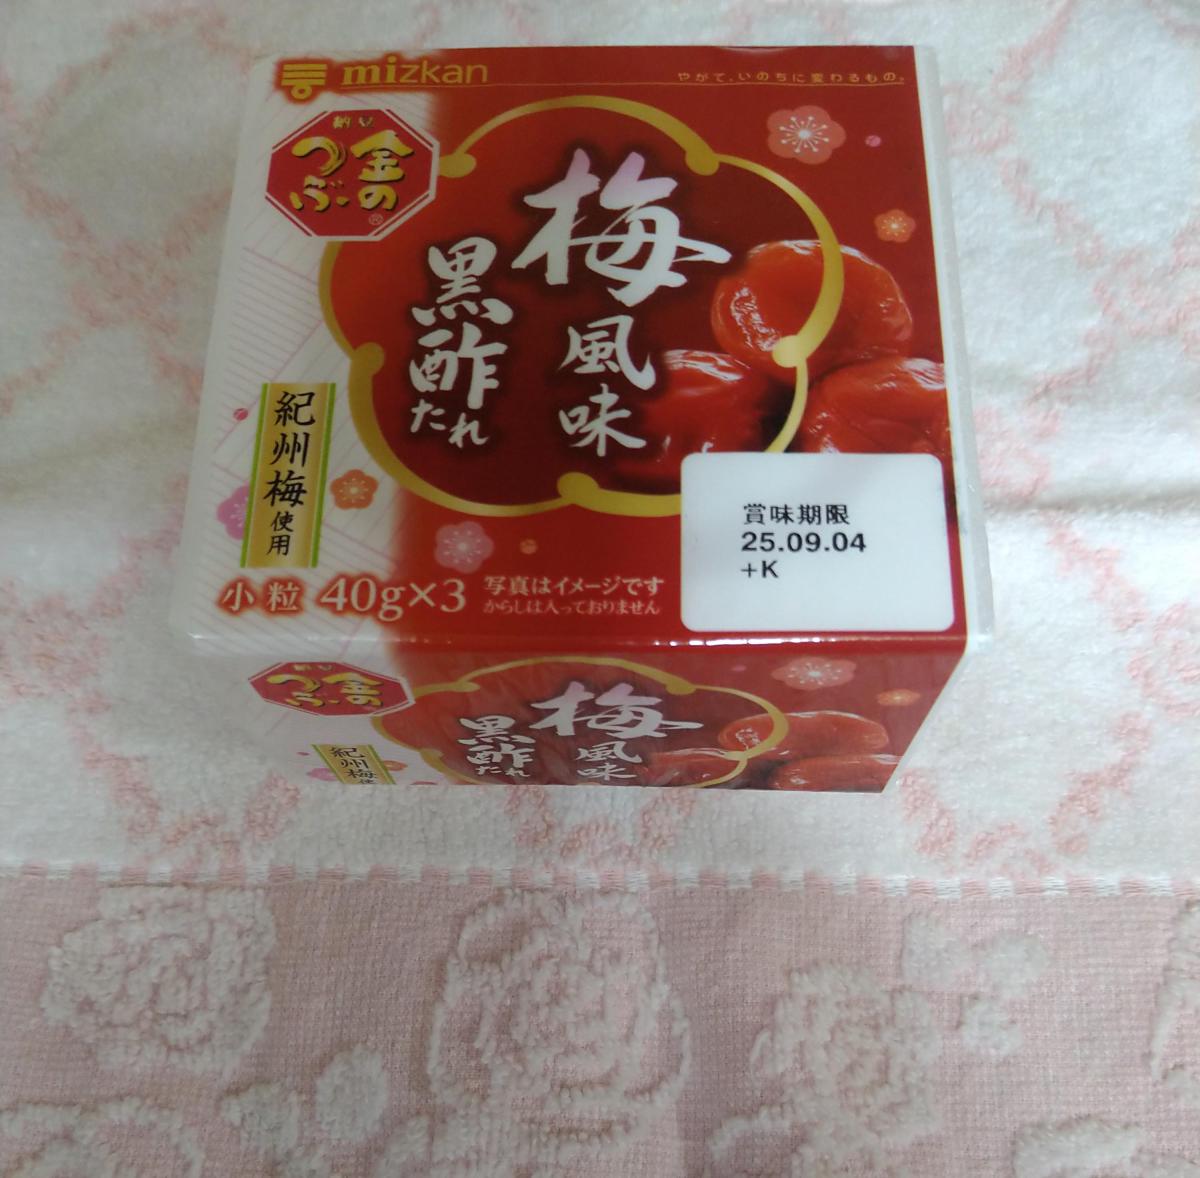 mizkan
やがて、いのちに変わるもの。
納豆
金の
つぶ®
梅風味
黒酢たれ
紀州梅使用
小粒 40g×3
写真はイメージです
からしは入っておりません
賞味期限
25.09.04
+K
金の
つぶ
梅風味
黒酢たれ
紀州梅使